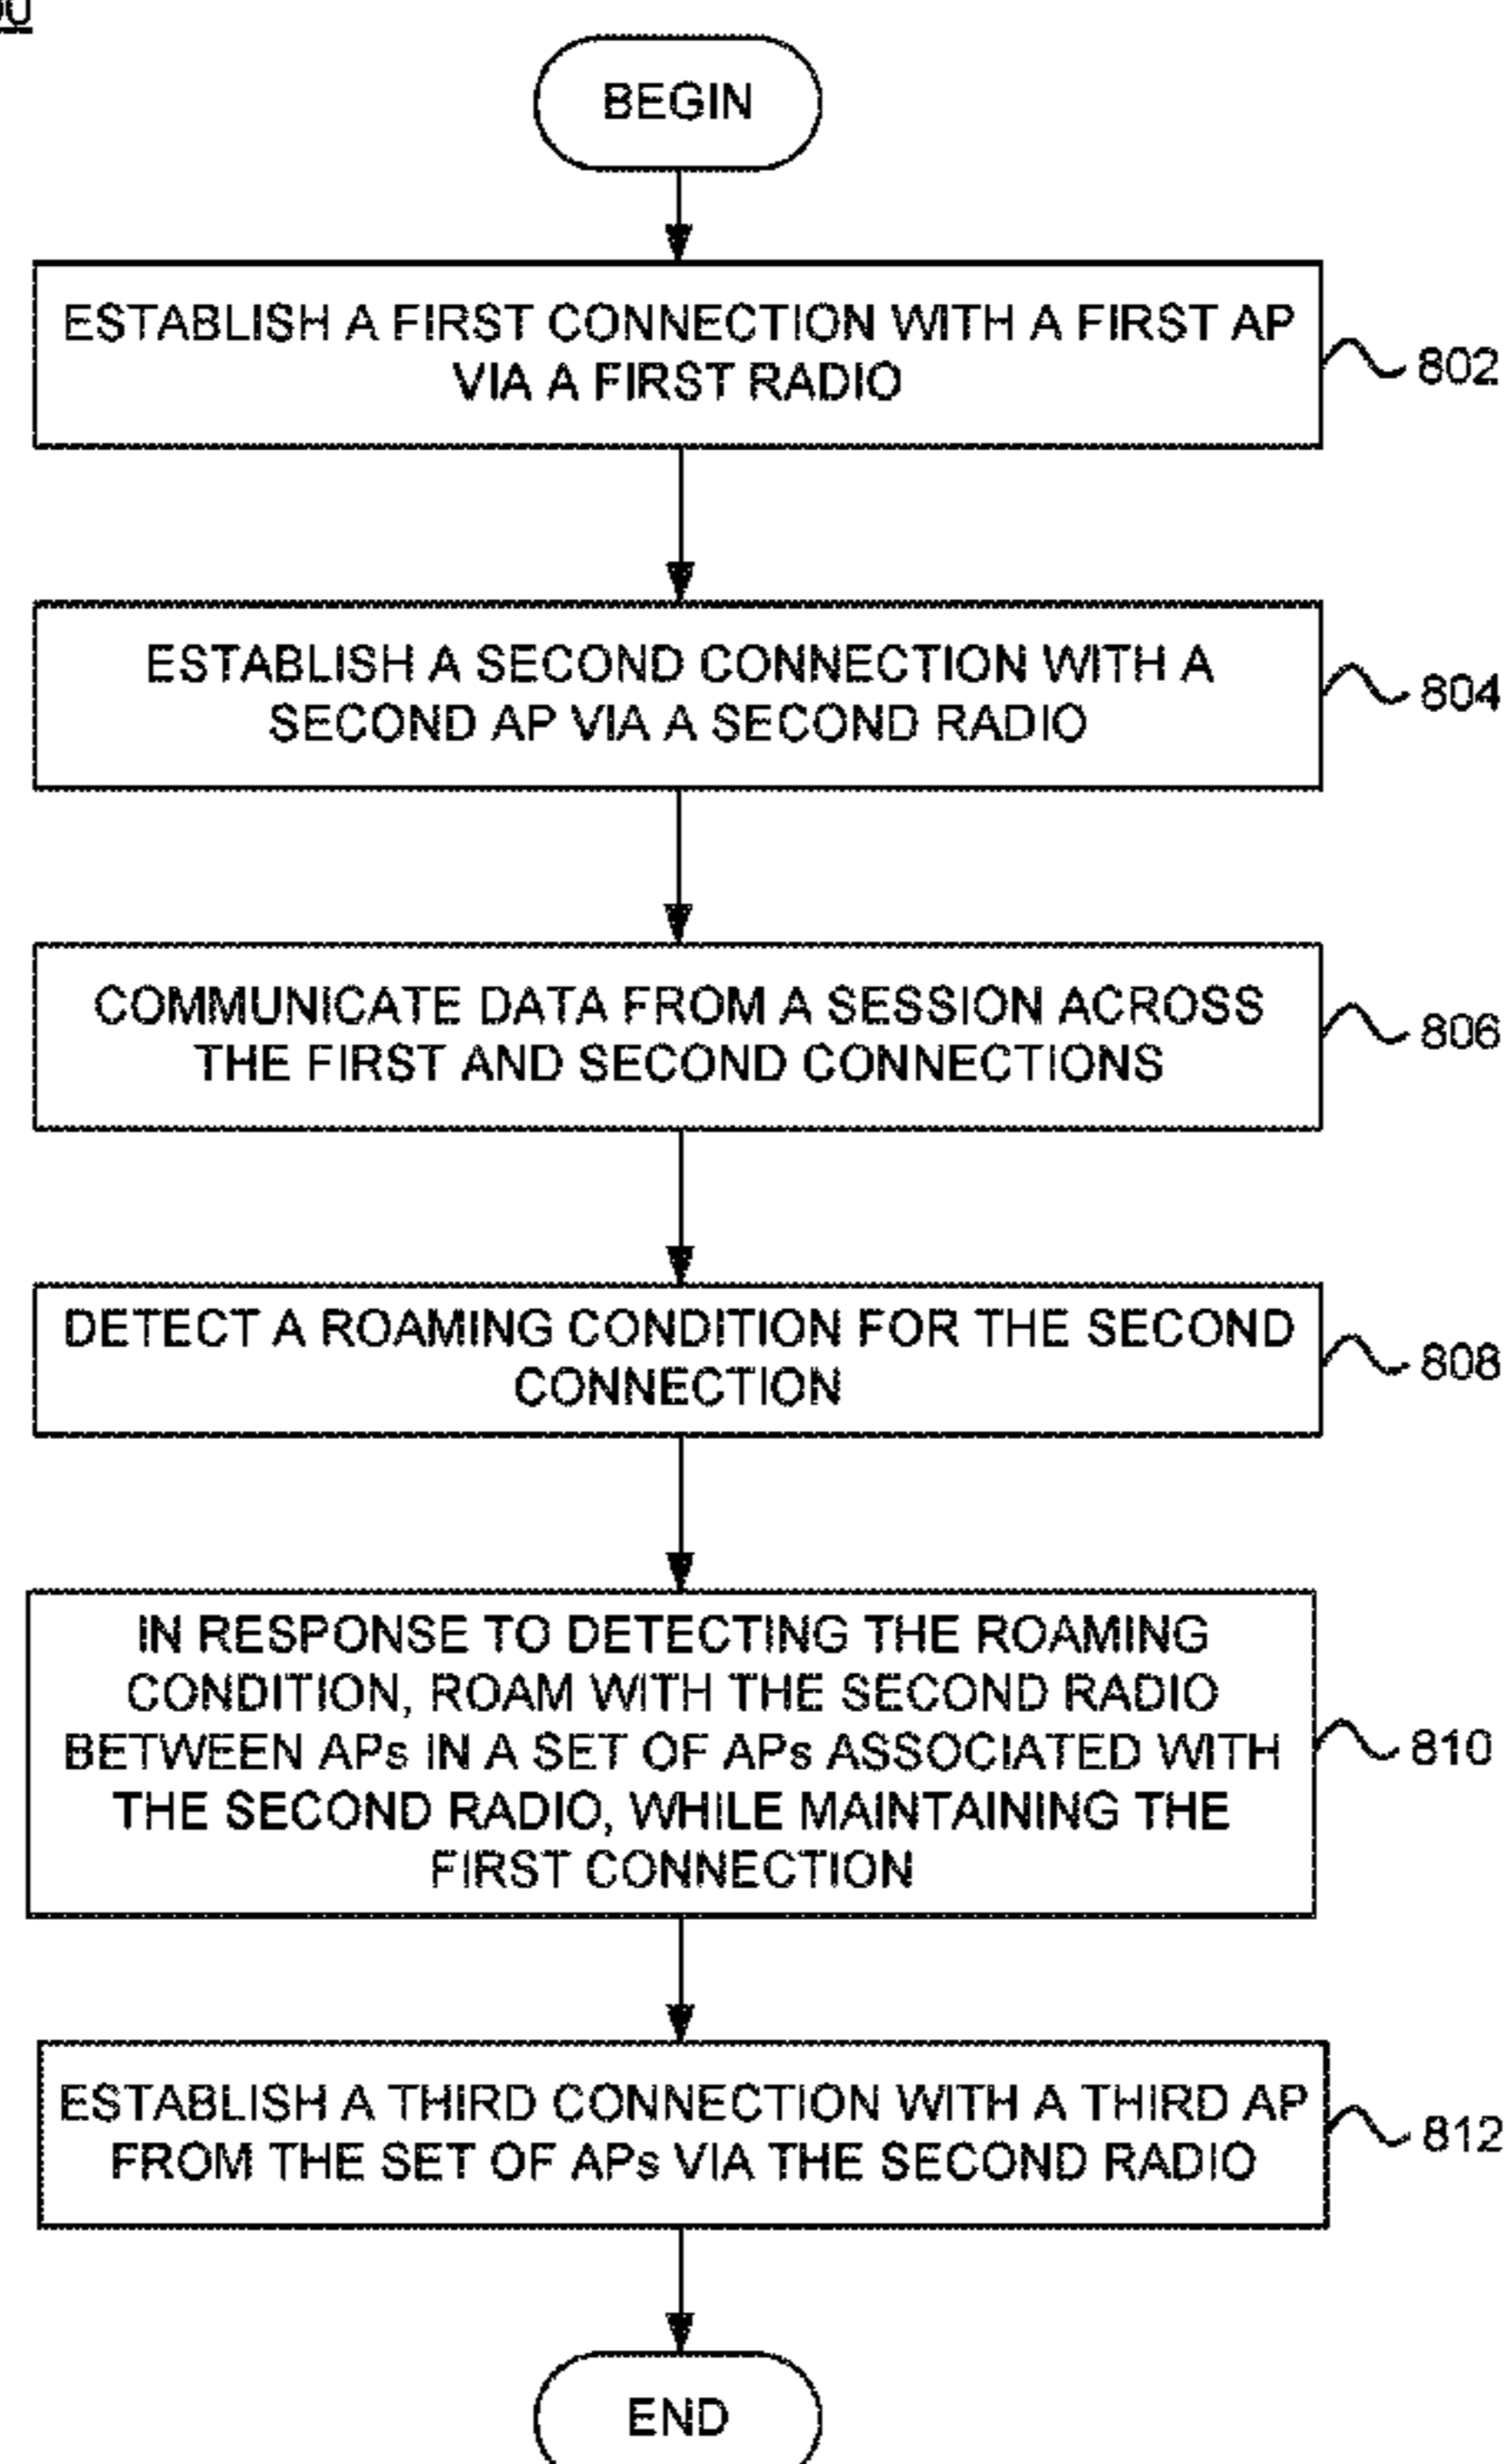 BEGIN
ESTABLISH A FIRST CONNECTION WITH A FIRST AP
VIA A FIRST RADIO
802
ESTABLISH A SECOND CONNECTION WITH A
SECOND AP VIA A SECOND RADIO
804
COMMUNICATE DATA FROM A SESSION ACROSS
THE FIRST AND SECOND CONNECTIONS
806
DETECT A ROAMING CONDITION FOR THE SECOND
CONNECTION
808
IN RESPONSE TO DETECTING THE ROAMING
CONDITION, ROAM WITH THE SECOND RADIO
BETWEEN APs IN A SET OF APs ASSOCIATED WITH
THE SECOND RADIO, WHILE MAINTAINING THE
FIRST CONNECTION
810
ESTABLISH A THIRD CONNECTION WITH A THIRD AP
FROM THE SET OF APs VIA THE SECOND RADIO
812
END